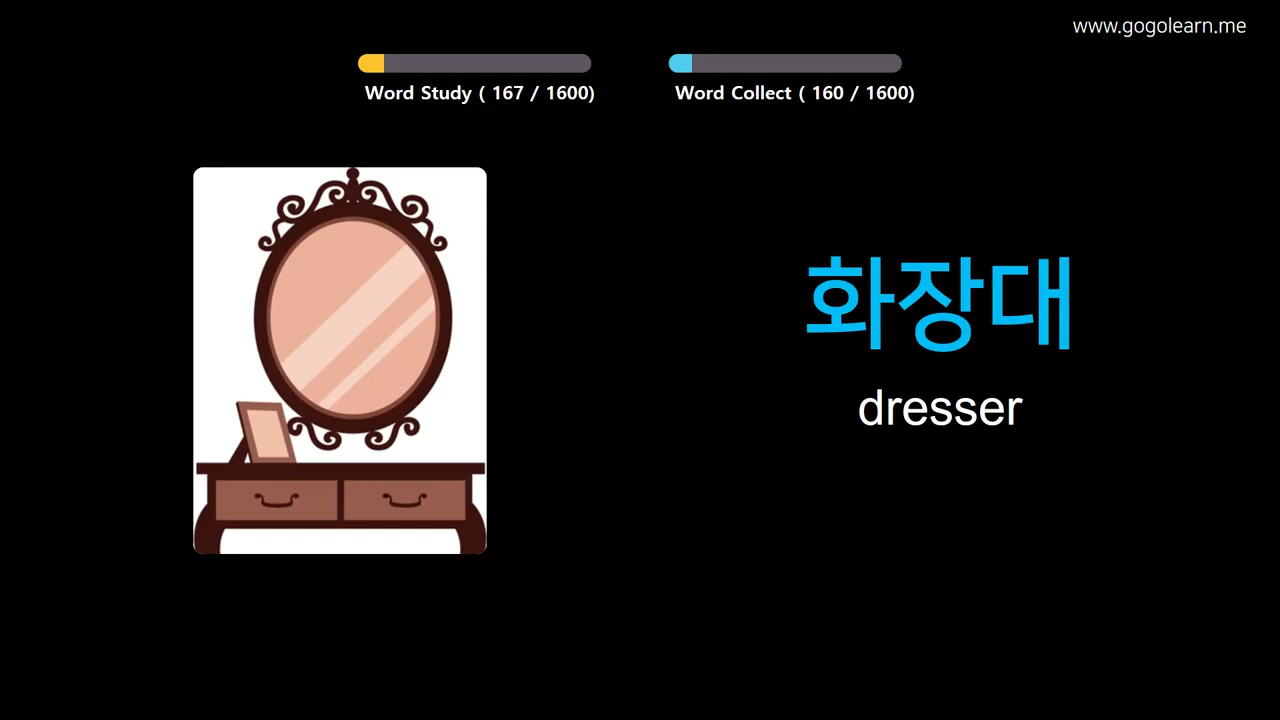 www.gogolearn.me
Word Study ( 167 / 1600)
Word Collect ( 160 / 1600)
화장대
dresser